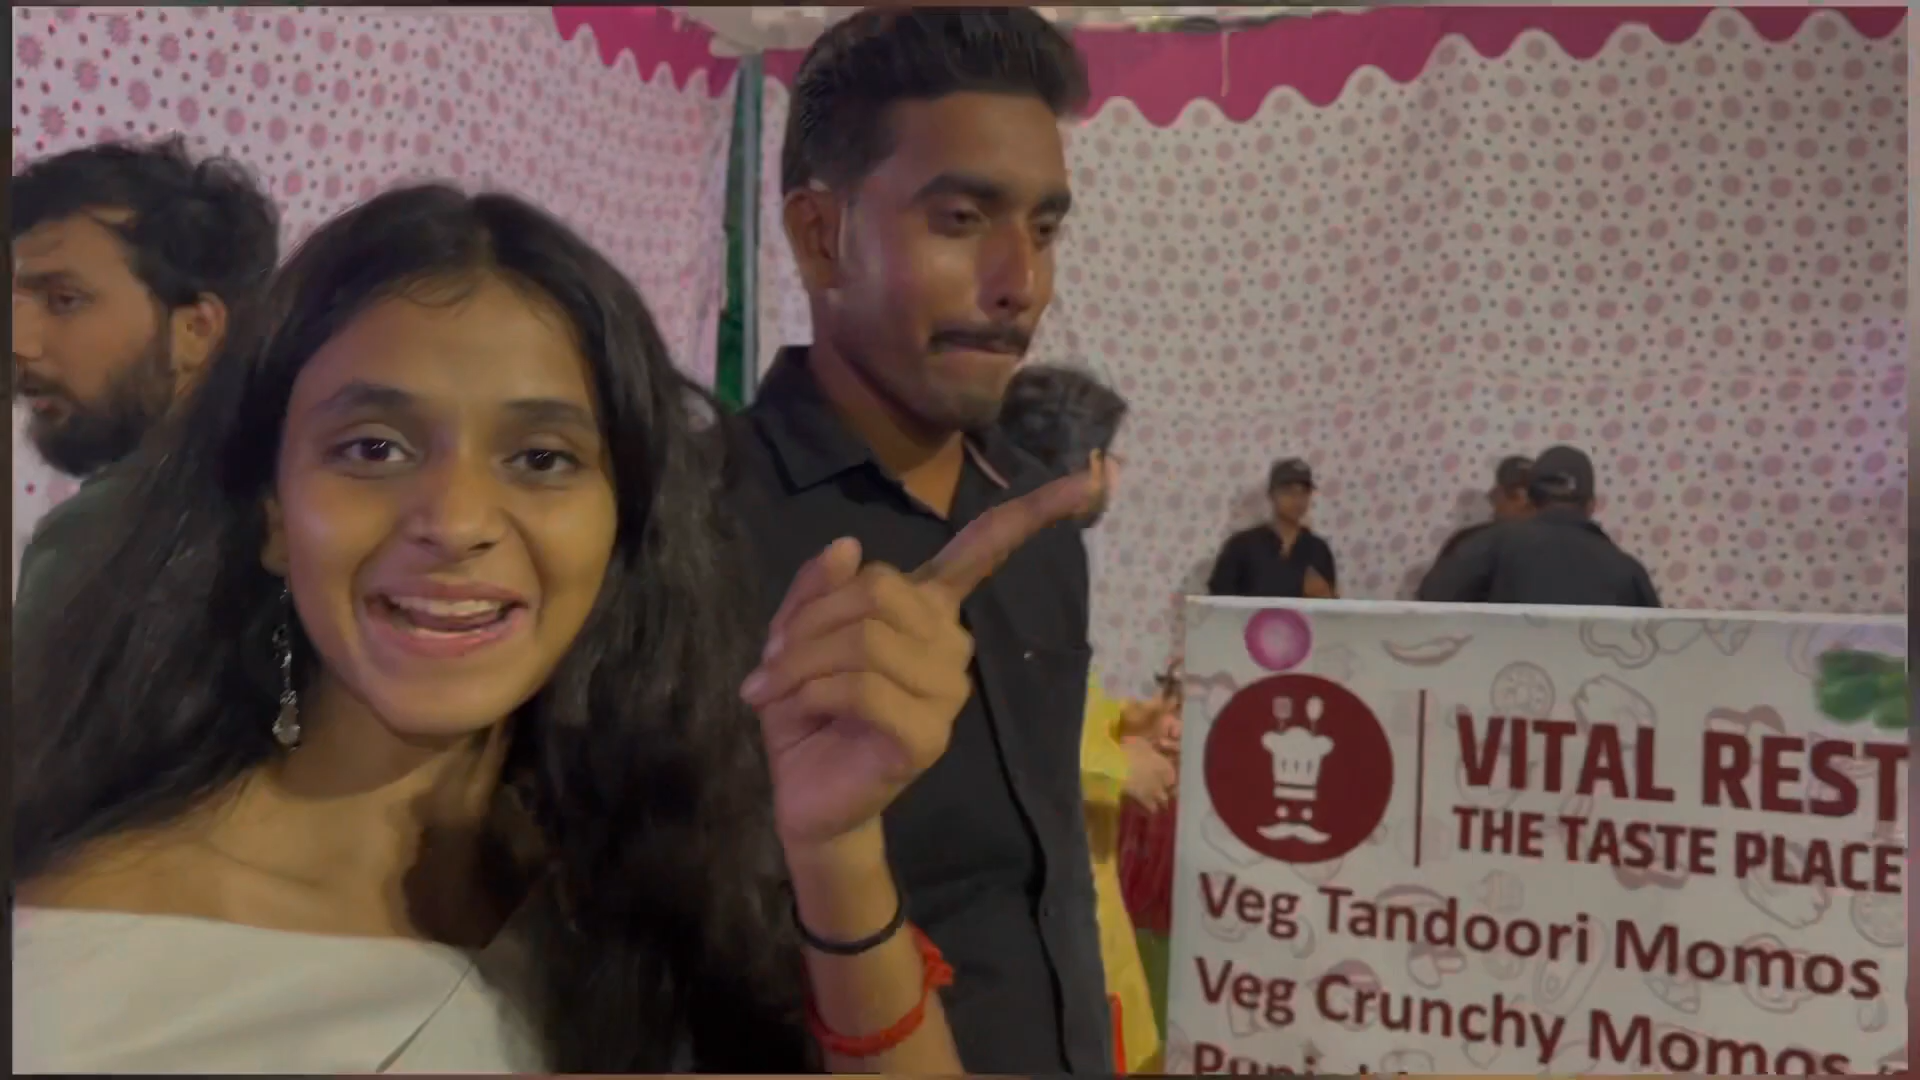 VITAL REST
THE TASTE PLACE
Veg Tandoori Momos
Veg Crunchy Momos